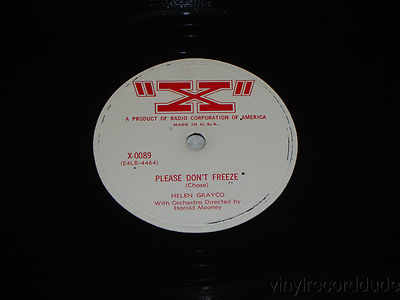 "X"
A PRODUCT OF RADIO CORPORATION OF AMERICA
MADE IN U.S.A.
X-0089
(E4LB-4464)
PLEASE DON'T FREEZE
(Chase)
HELEN GRAYCO
With Orchestra Directed by
Harold Mooney
vinylrecorddude